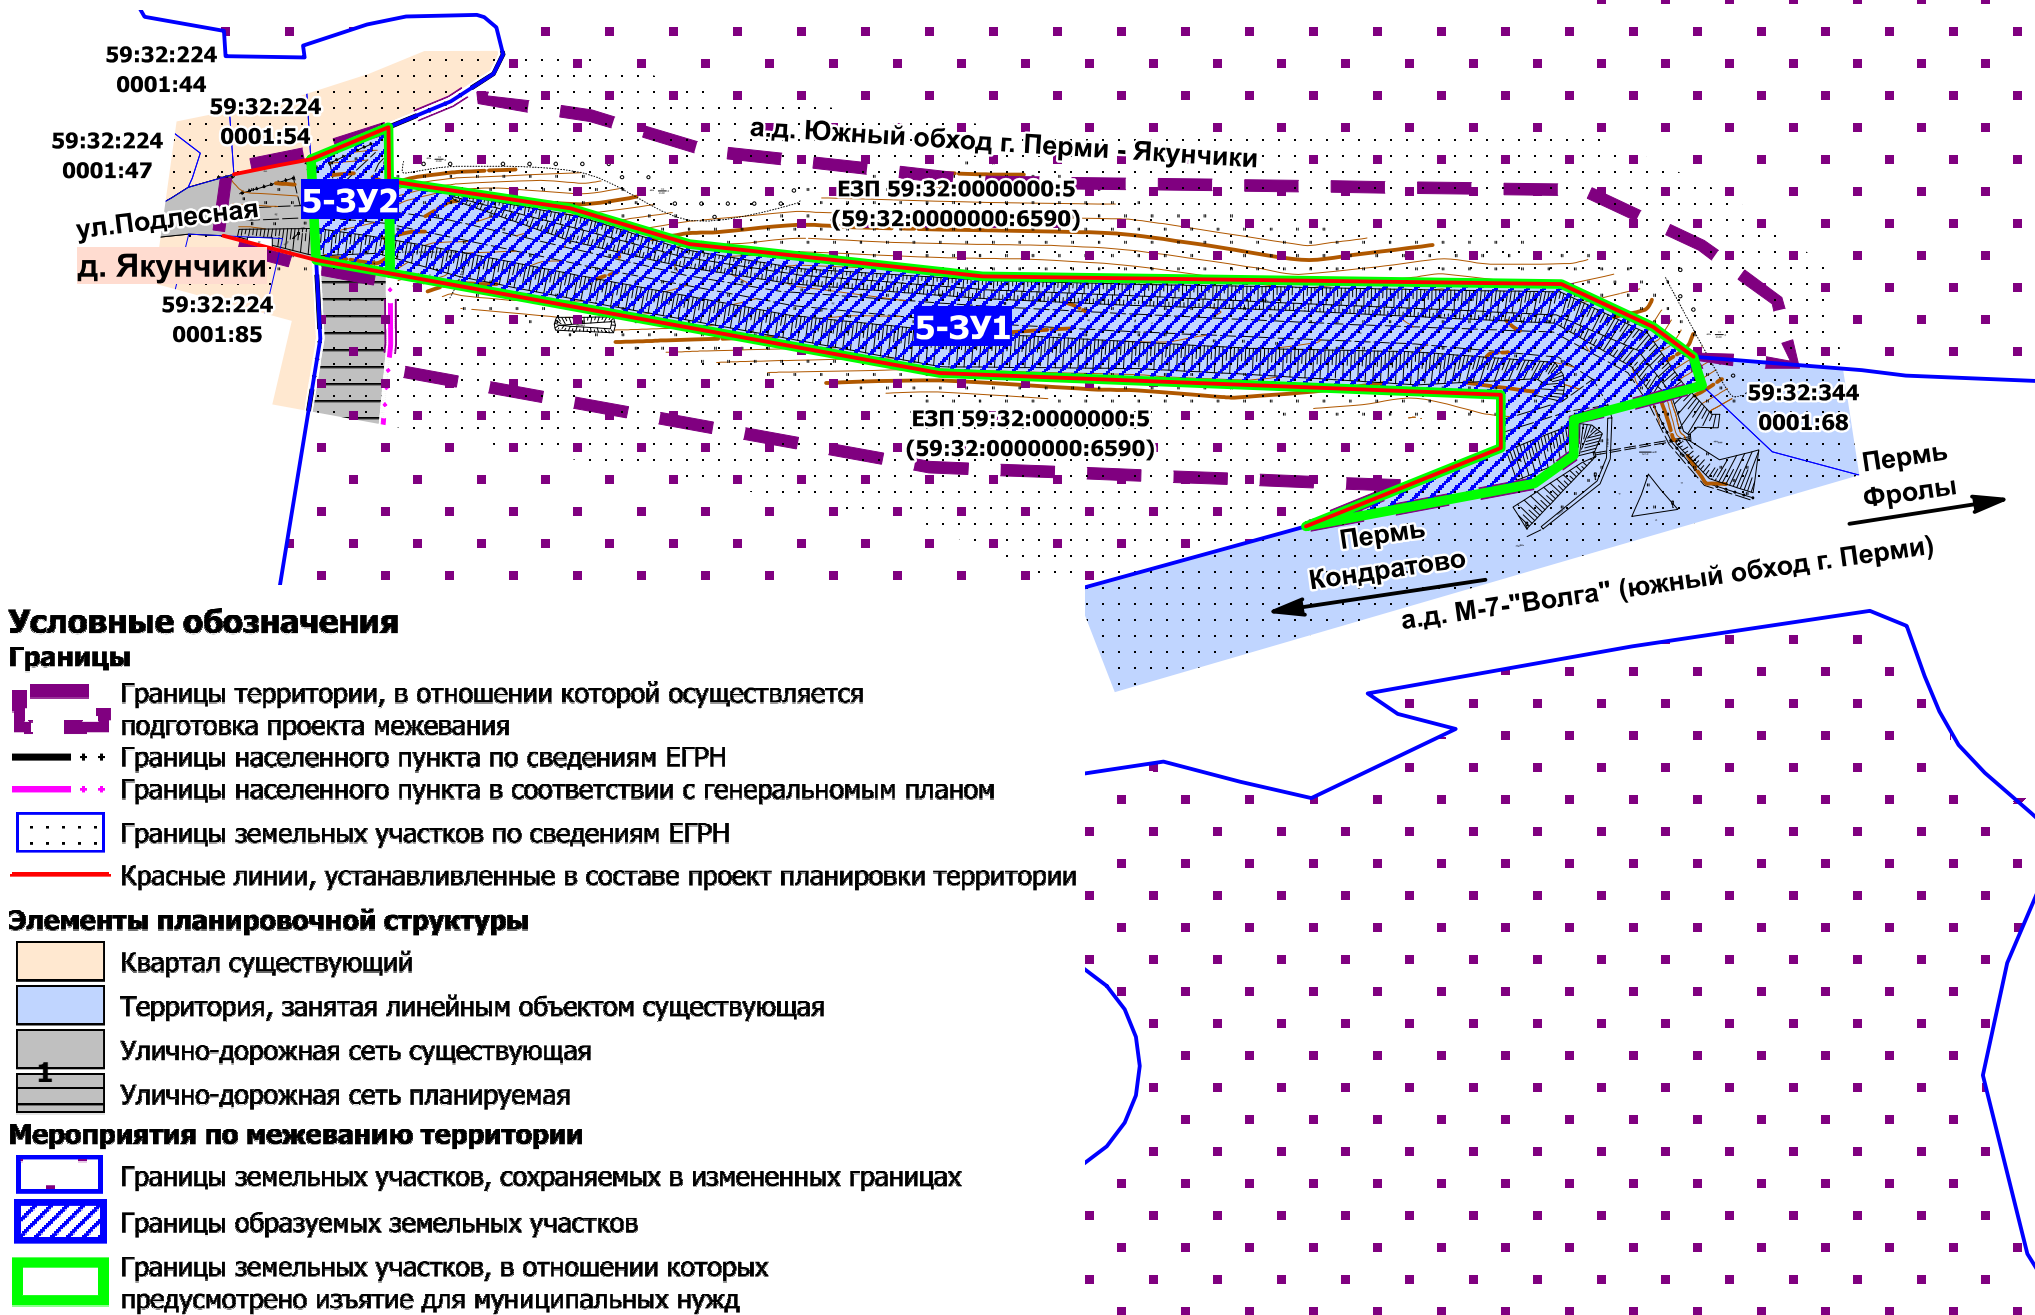 59:32:224
0001:44
59:32:224
0001:54
59:32:224
0001:47
ул.Подлесная
д. Якунчики
59:32:224
0001:85
5-ЗУ2
а.д. Южный обход г. Перми - Якунчики
ЕЗП 59:32:0000000:5
(59:32:0000000:6590)
5-ЗУ1
ЕЗП 59:32:0000000:5
(59:32:0000000:6590)
59:32:344
0001:68
Пермь
Фролы
Пермь
Кондратово
а.д. М-7-"Волга" (южный обход г. Перми)
Условные обозначения
Границы
Границы территории, в отношении которой осуществляется
подготовка проекта межевания
Границы населенного пункта по сведениям ЕГРН
Границы населенного пункта в соответствии с генеральномым планом
Границы земельных участков по сведениям ЕГРН
Красные линии, устанавливленные в составе проект планировки территории
Элементы планировочной структуры
Квартал существующий
Территория, занятая линейным объектом существующая
Улично-дорожная сеть существующая
1
Улично-дорожная сеть планируемая
Мероприятия по межеванию территории
Границы земельных участков, сохраняемых в измененных границах
Границы образуемых земельных участков
Границы земельных участков, в отношении которых
предусмотрено изъятие для муниципальных нужд